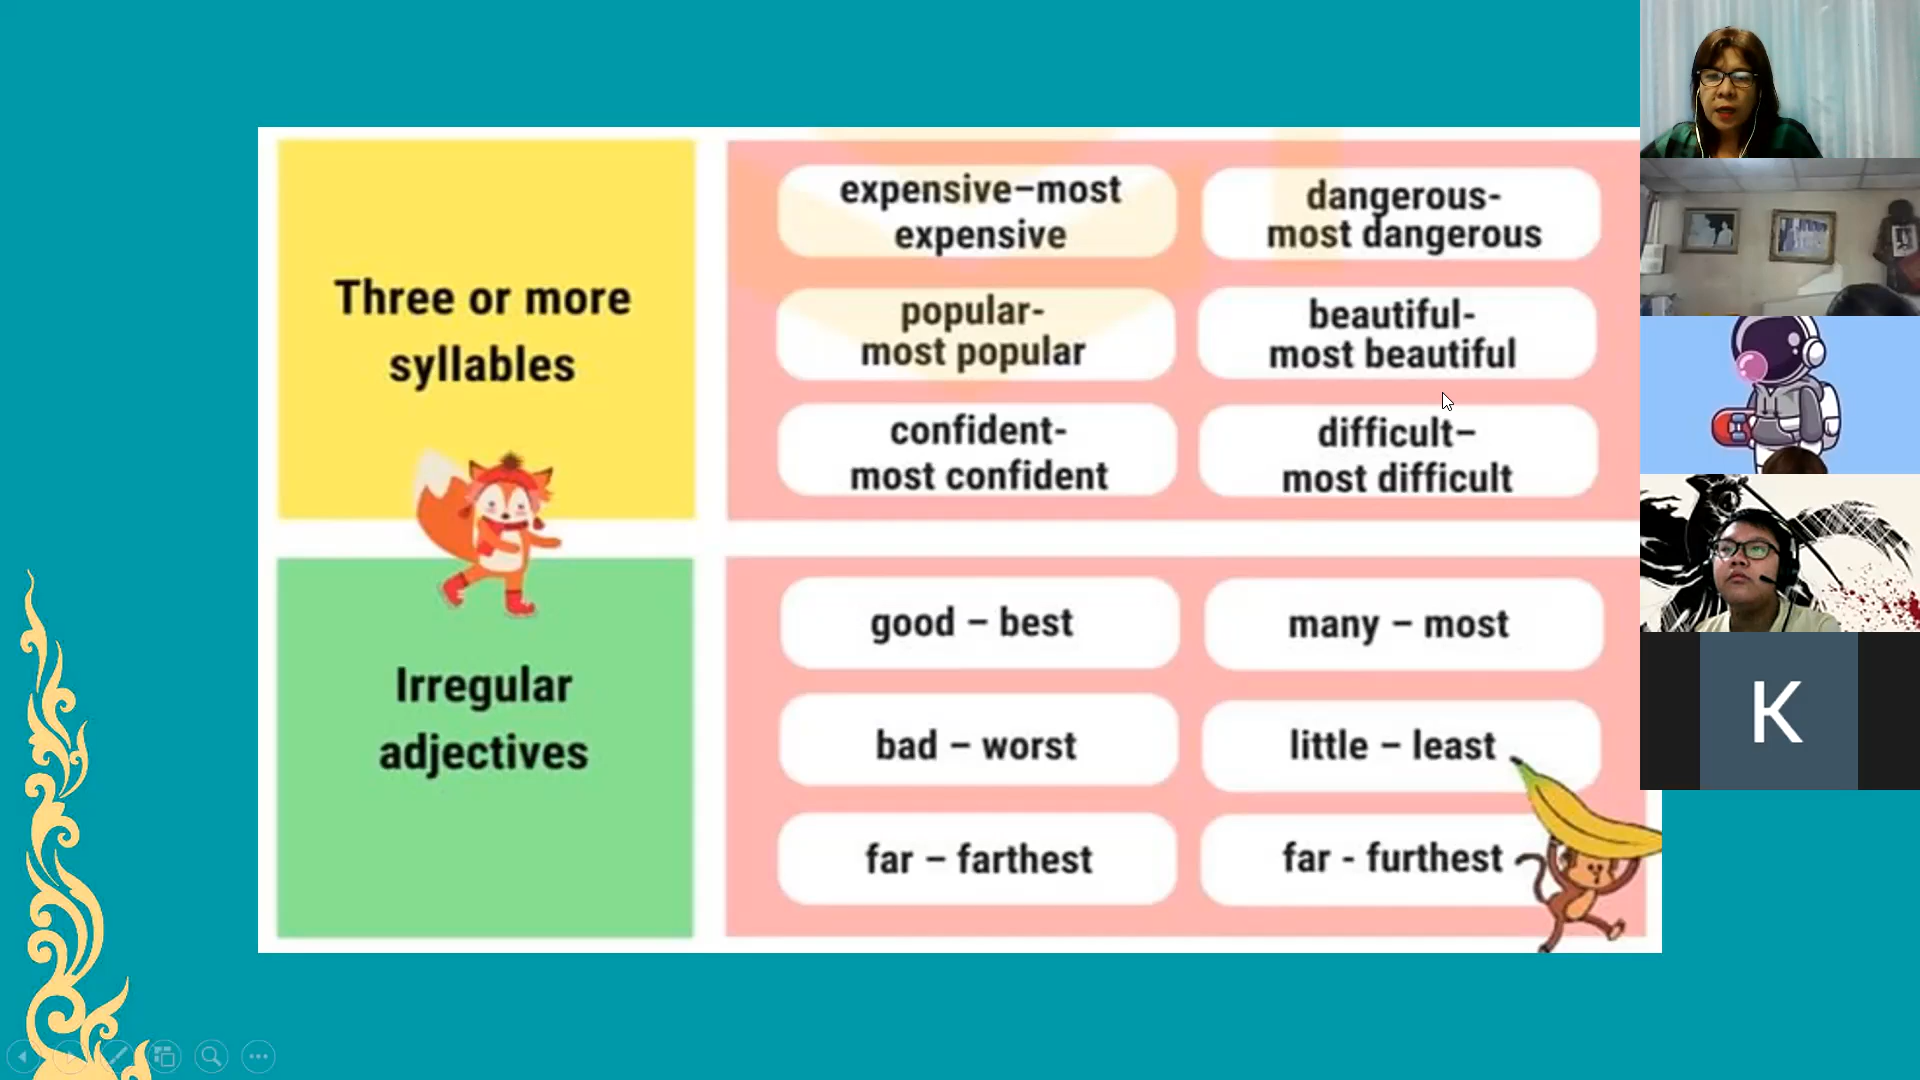 Three or more
syllables
expensive–most
expensive
dangerous-
most dangerous
popular-
most popular
beautiful-
most beautiful
confident-
most confident
difficult–
most difficult
Irregular
adjectives
good – best
many – most
bad – worst
little – least
far – farthest
far - furthest
K